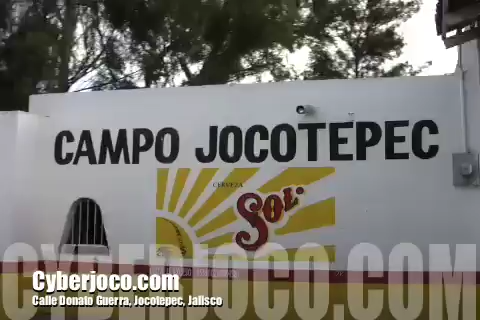 CAMPO JOCOTEPEC
CERVEZA
SOL
CYBERJOCO.COM
Cyberjoco.com
Calle Donato Guerra, Jocotepec, Jalisco